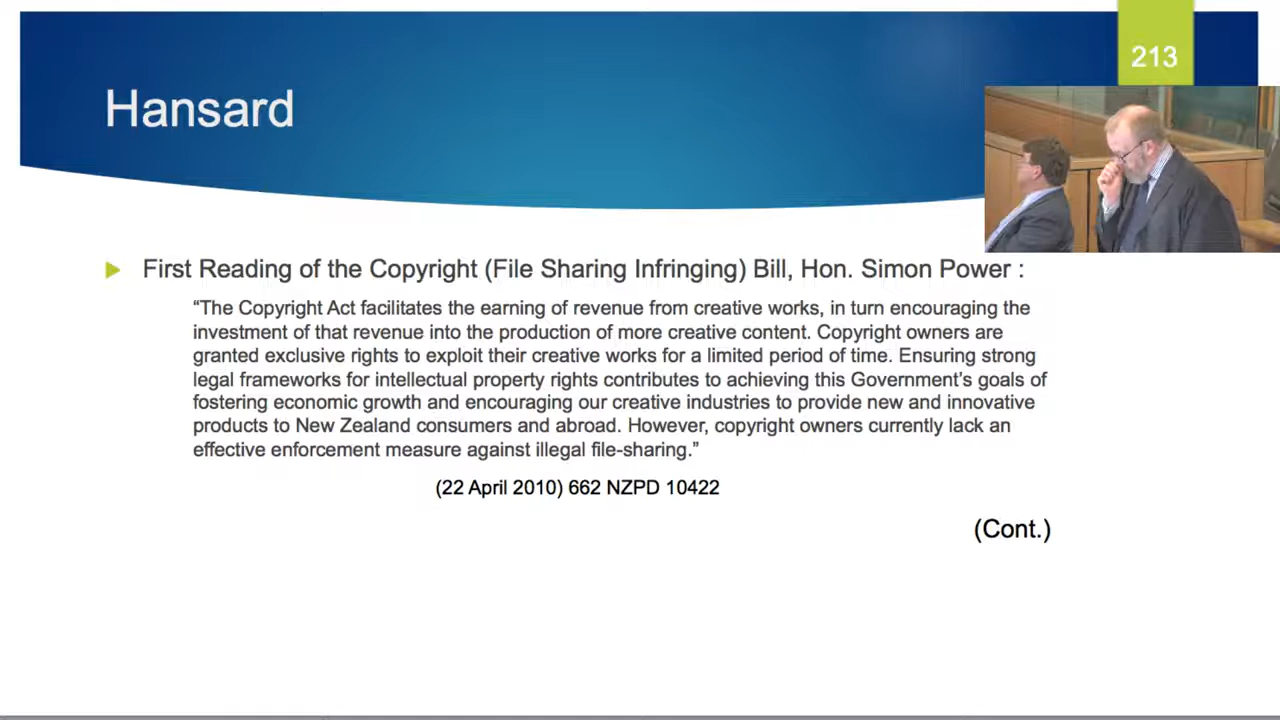 213
Hansard
First Reading of the Copyright (File Sharing Infringing) Bill, Hon. Simon Power :
“The Copyright Act facilitates the earning of revenue from creative works, in turn encouraging the
investment of that revenue into the production of more creative content. Copyright owners are
granted exclusive rights to exploit their creative works for a limited period of time. Ensuring strong
legal frameworks for intellectual property rights contributes to achieving this Government’s goals of
fostering economic growth and encouraging our creative industries to provide new and innovative
products to New Zealand consumers and abroad. However, copyright owners currently lack an
effective enforcement measure against illegal file-sharing.”
(22 April 2010) 662 NZPD 10422
(Cont.)